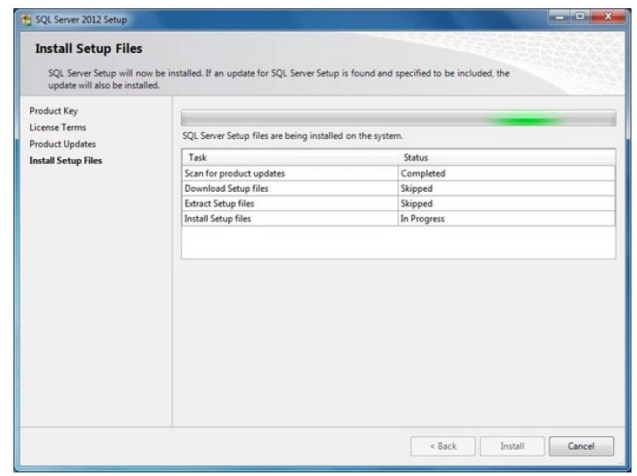 SQL Server 2012 Setup
Install Setup Files
SQL Server Setup will now be installed. If an update for SQL Server Setup is found and specified to be included, the
update will also be installed.
Product Key
License Terms
Product Updates
Install Setup Files
SQL Server Setup files are being installed on the system.
Task Status
Scan for product updates Completed
Download Setup files Skipped
Extract Setup files Skipped
Install Setup files In Progress
< Back Install Cancel